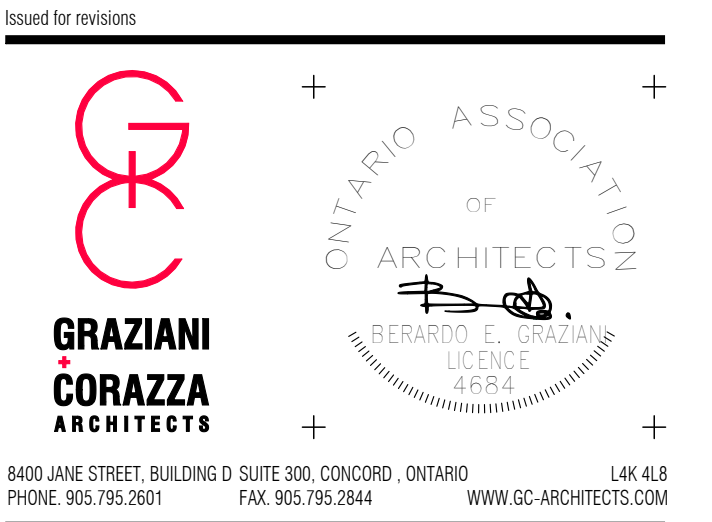 Issued for revisions
G+C
GRAZIANI
+
CORAZZA
ARCHITECTS
ONTARIO ASSOCIATION
OF
ARCHITECTS
BERARDO E. GRAZIANI
LICENCE
4684
8400 JANE STREET, BUILDING D SUITE 300, CONCORD , ONTARIO L4K 4L8
PHONE. 905.795.2601 FAX. 905.795.2844 WWW.GC-ARCHITECTS.COM